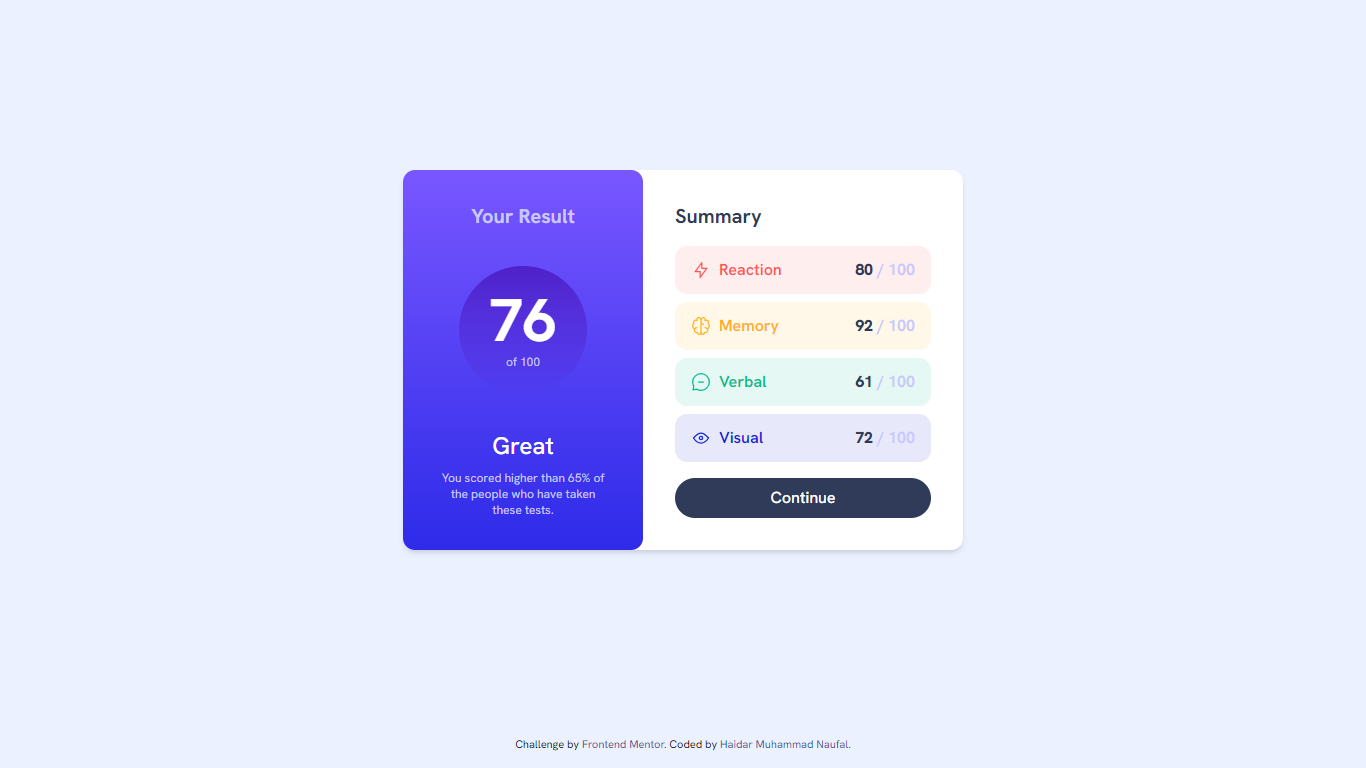 Your Result
76
of 100
Great
You scored higher than 65% of
the people who have taken
these tests.
Summary
Reaction 80 / 100
Memory 92 / 100
Verbal 61 / 100
Visual 72 / 100
Continue
Challenge by Frontend Mentor. Coded by Haidar Muhammad Naufal.